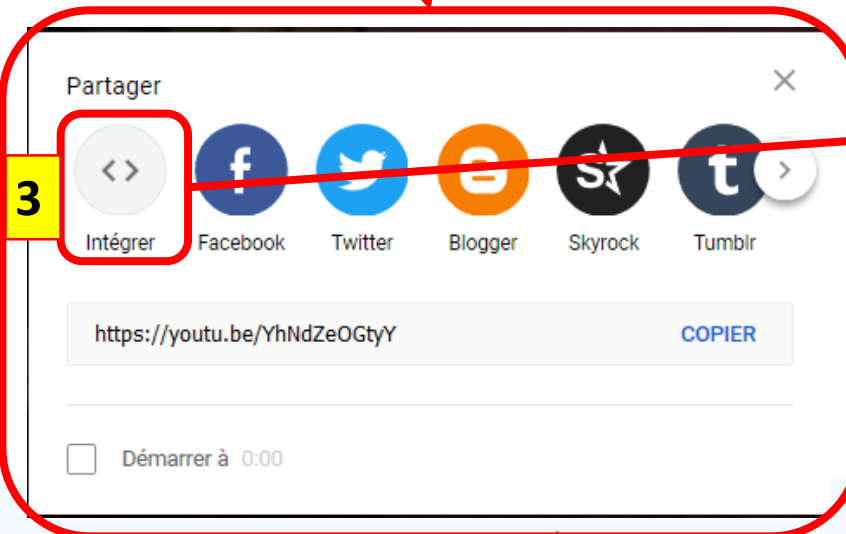 Partager
3
Intégrer Facebook Twitter Blogger Skyrock Tumblr
https://youtu.be/YhNdZeOGtyY COPIER
Démarrer à 0:00